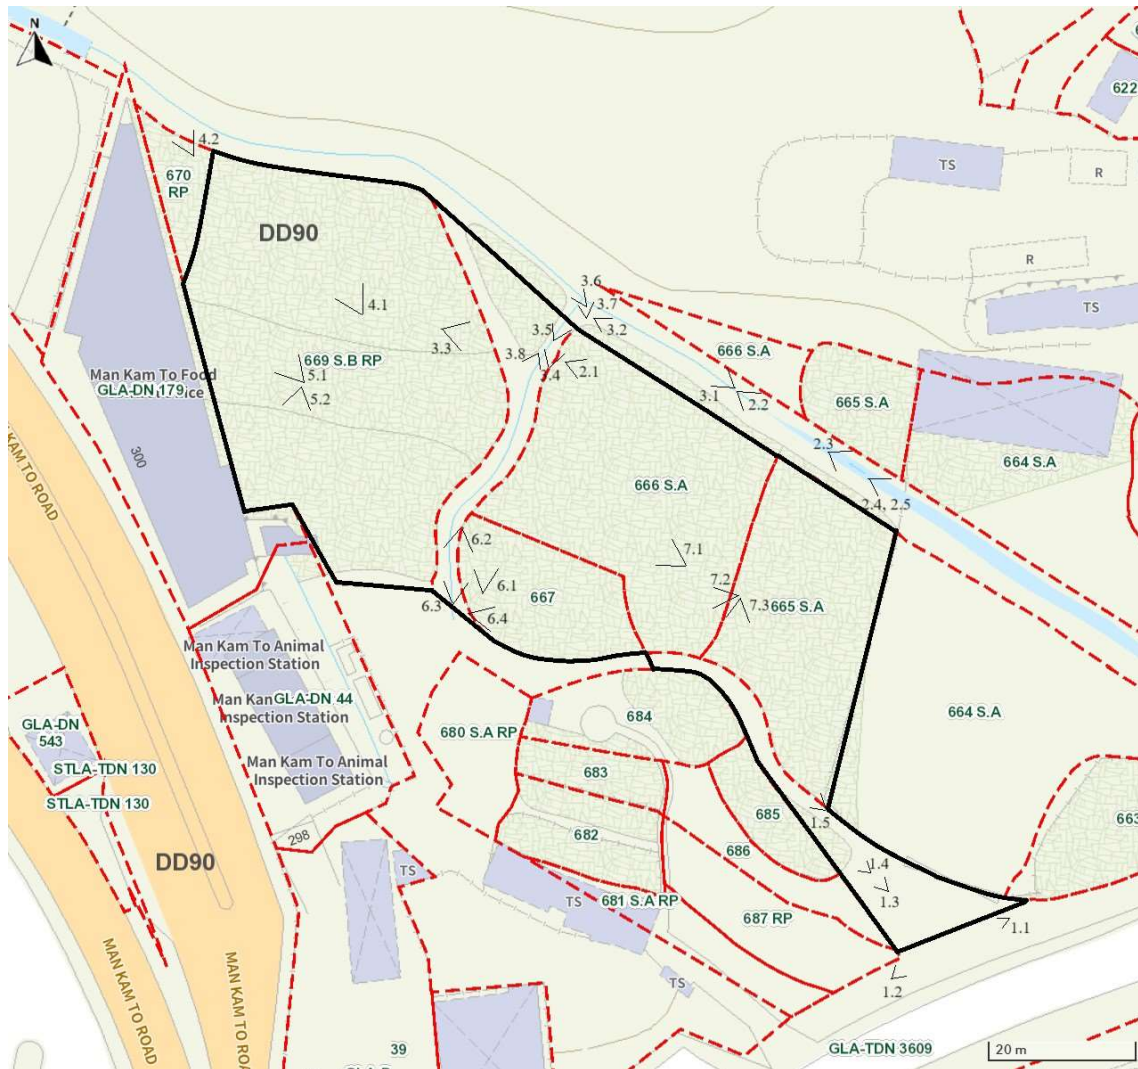 N
622
4.2
TS
670
RP
R
DD90
R
3.6
3.7
TS
4.1
3.5
3.2
3.3
3.8
666 S.A
669 S.B RP
3.4
2.1
Man Kam To Food
5.1
3.1
GLA-DN 179
5.2
2.2
665 S.A
2.3
MAN KAM TO ROAD
300
664 S.A
666 S.A
2.4, 2.5
6.2
7.1
6.1
7.2
667
7.3
665 S.A
6.3
6.4
Man Kam To Animal
Inspection Station
Man Kam
GLA-DN 44
Inspection Station
664 S.A
684
GLA-DN
543
680 S.A RP
Man Kam To Animal
Inspection Station
STLA-TDN 130
683
STLA-TDN 130
1.5
685
663
682
298
686
DD90
1.4
TS
1.3
681 S.A RP
TS
687 RP
1.1
TS
1.2
MAN KAM TO ROAD
MAN KAM TO ROA
39
GLA-TDN 3609
20 m